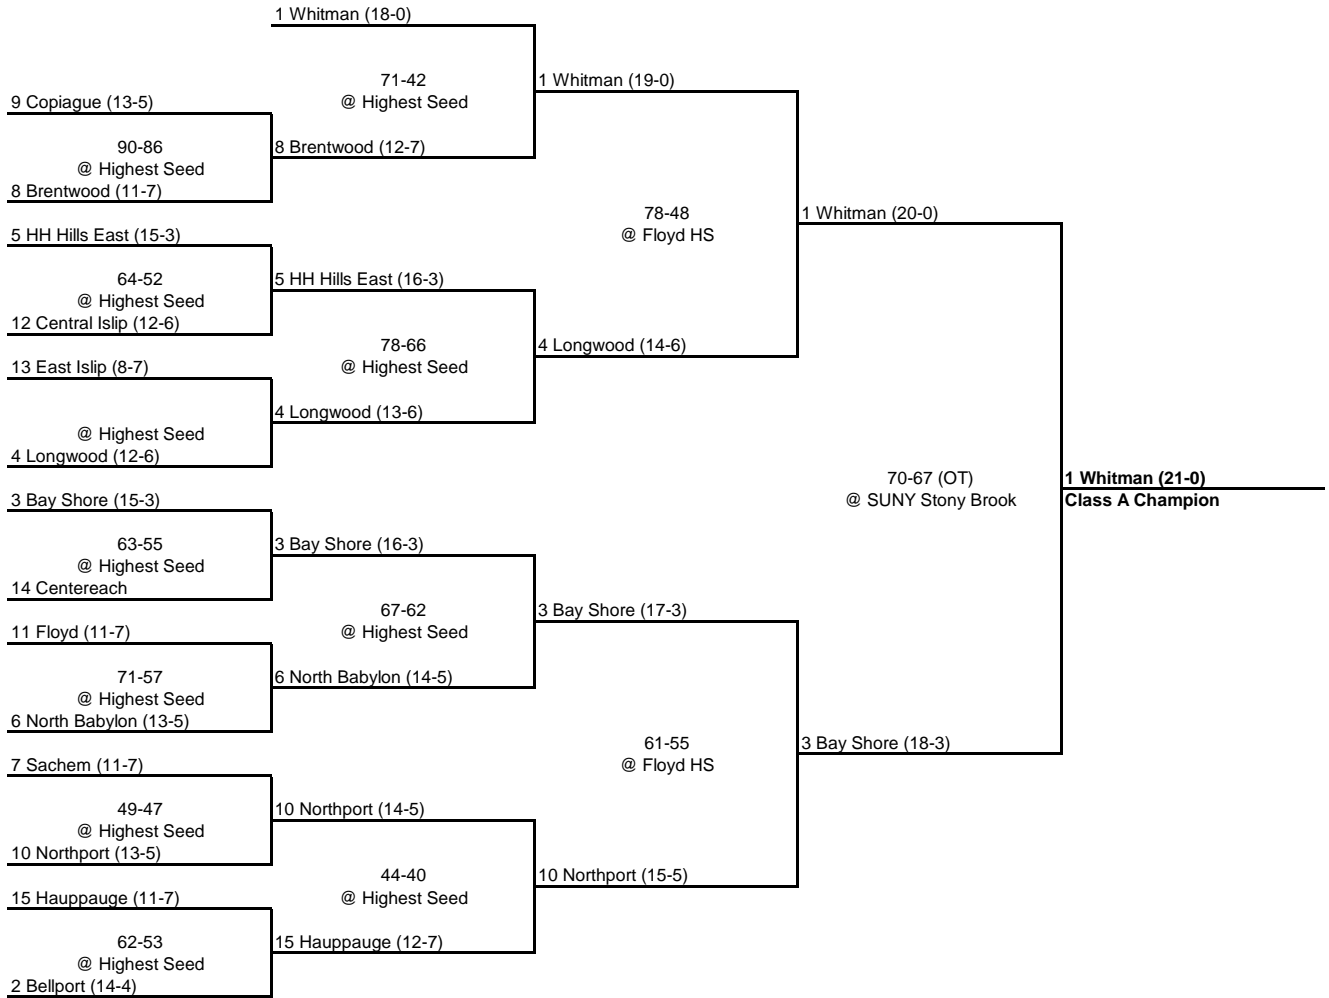 1 Whitman (18-0)
71-42
@ Highest Seed
1 Whitman (19-0)
9 Copiague (13-5)
90-86
@ Highest Seed
8 Brentwood (12-7)
8 Brentwood (11-7)
78-48
@ Floyd HS
1 Whitman (20-0)
5 HH Hills East (15-3)
64-52
@ Highest Seed
5 HH Hills East (16-3)
12 Central Islip (12-6)
78-66
@ Highest Seed
4 Longwood (14-6)
13 East Islip (8-7)
4 Longwood (13-6)
@ Highest Seed
4 Longwood (12-6)
70-67 (OT)
@ SUNY Stony Brook
1 Whitman (21-0)
Class A Champion
3 Bay Shore (15-3)
63-55
@ Highest Seed
3 Bay Shore (16-3)
14 Centereach
67-62
@ Highest Seed
3 Bay Shore (17-3)
11 Floyd (11-7)
71-57
@ Highest Seed
6 North Babylon (14-5)
6 North Babylon (13-5)
61-55
@ Floyd HS
3 Bay Shore (18-3)
7 Sachem (11-7)
49-47
@ Highest Seed
10 Northport (14-5)
10 Northport (13-5)
44-40
@ Highest Seed
10 Northport (15-5)
15 Hauppauge (11-7)
62-53
@ Highest Seed
15 Hauppauge (12-7)
2 Bellport (14-4)